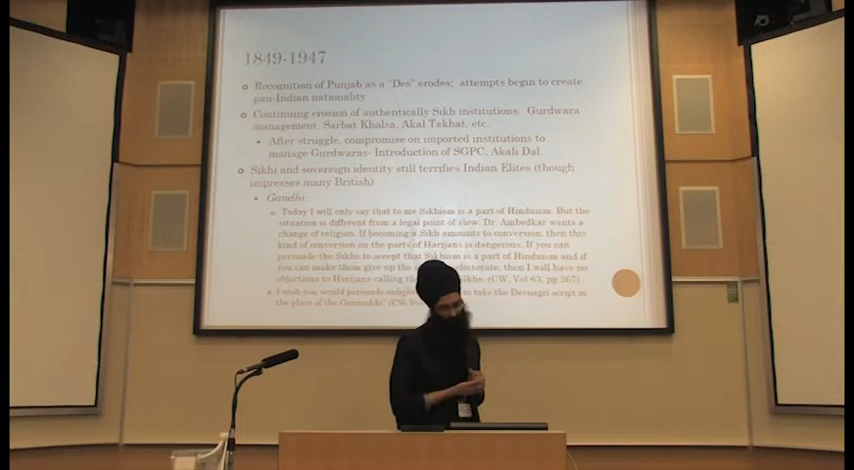 1849-1947
Recognition of Punjab as a "Des" erodes; attempts begin to create
pan-Indian nationality
Continuing erosion of authentically Sikh institutions: Gurdwara
management, Sarbat Khalsa, Akal Takhat, etc.
After struggle, compromise on imported institutions to
manage Gurdwaras- Introduction of SGPC, Akali Dal
Sikhi and sovereign identity still terrifies Indian Elites (though
impresses many British)
Gandhi:
Today I will only say that to me Sikhism is a part of Hinduism. But the
situation is different from a legal point of view. Dr. Ambedkar wants a
change of religion. If becoming a Sikh amounts to conversion, then this
kind of conversion on the parts of Harijans is dangerous. If you can
persuade the Sikhs to accept that Sikhism is a part of Hinduism and if
you can make them give up the electorate, then I will have no
objections to Harijans calling Sikhs. (CW. Vol 63, pg 267)
I wish you would persuade to take the Devnagri script in
the place of the Gurmukhi" (CW.